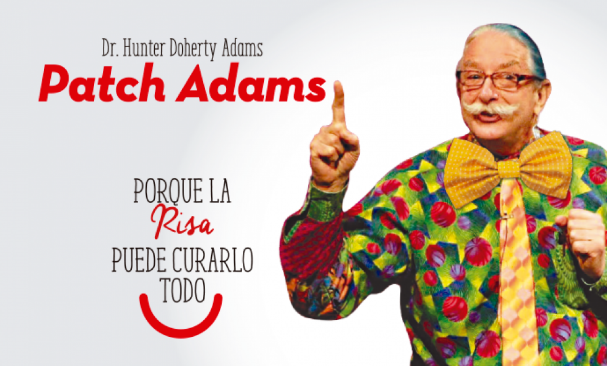 Dr. Hunter Doherty Adams
Patch Adams
PORQUE LA
Risa
PUEDE CURARLO
TODO